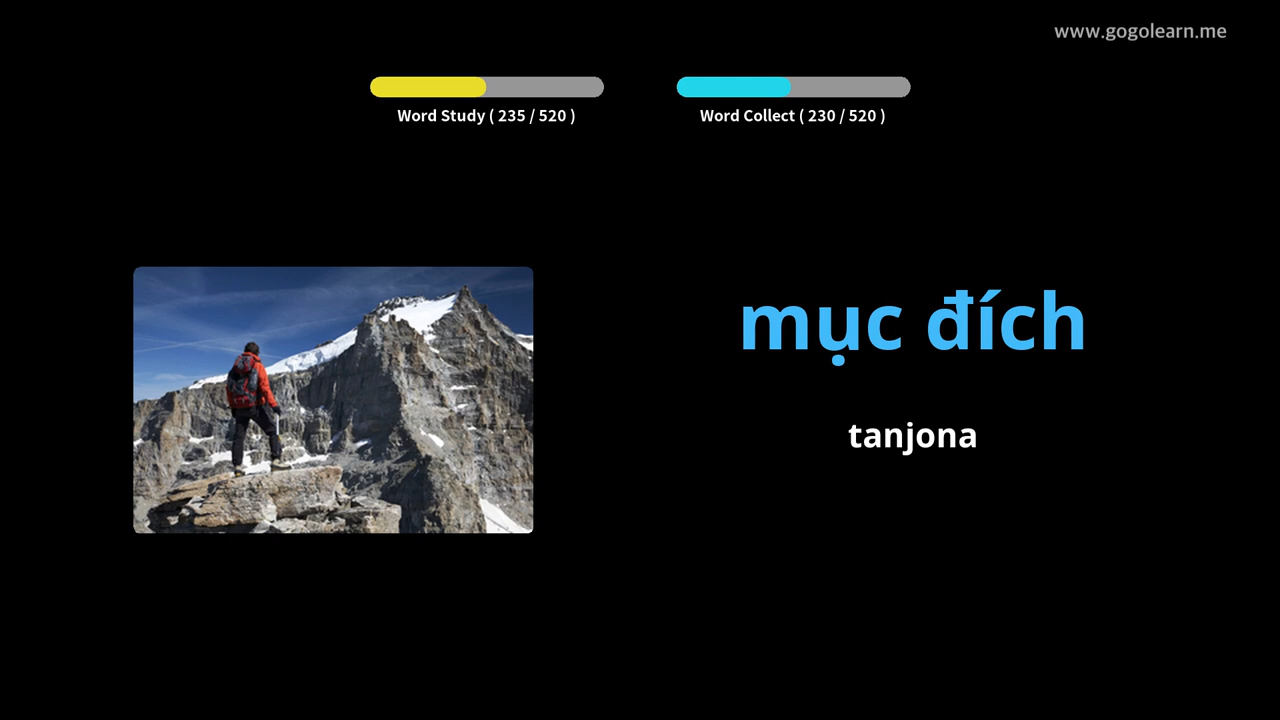 www.gogolearn.me
Word Study ( 235 / 520 )
Word Collect ( 230 / 520 )
mục đích
tanjona